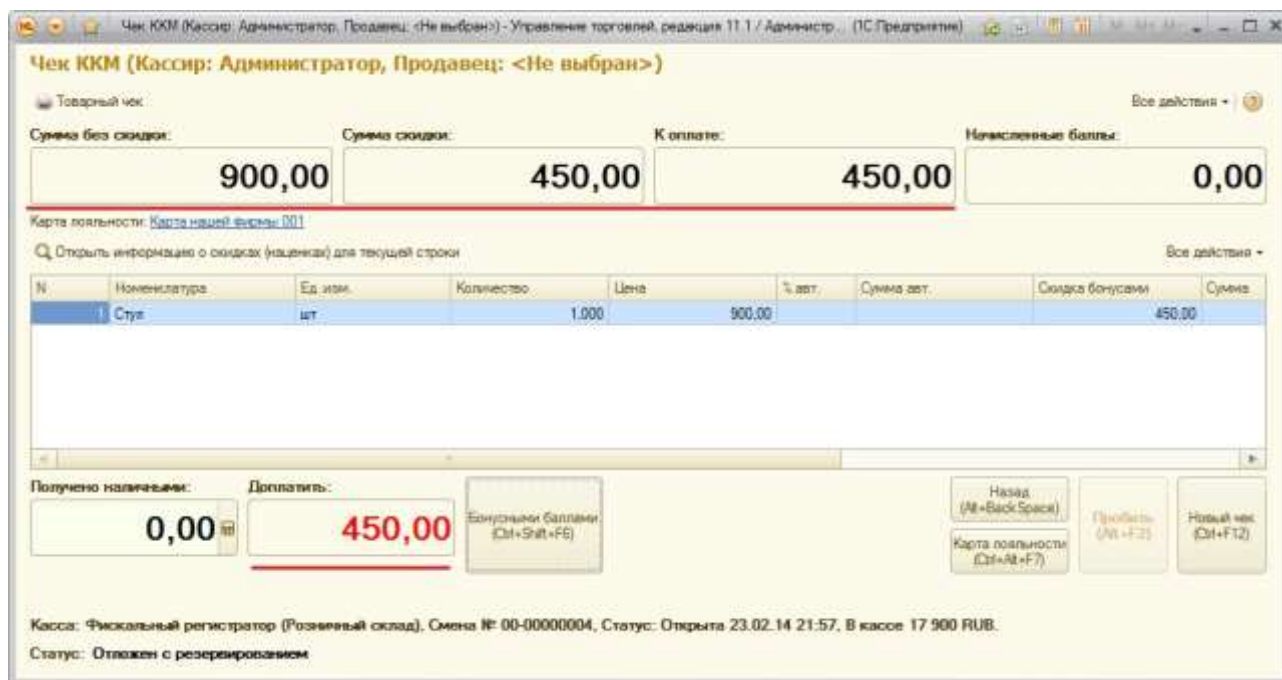 Чек ККМ (Кассир: Администратор, Продавец: <Не выбран>) - Управление торговлей, редакция 11.1 / Администр... (1С:Предприятие)
Чек ККМ (Кассир: Администратор, Продавец: <Не выбран>)
Товарный чек
Все действия
Сумма без скидки: Сумма скидки: К оплате: Начисленные баллы:
900,00 450,00 450,00 0,00
Карта лояльности: Карта нашей фирмы 001
Открыть информацию о скидках (наценках) для текущей строки
Все действия
N Номенклатура Ед. изм. Количество Цена % авт. Сумма авт. Скидка бонусами Сумма
1 Стул шт 1.000 900,00 450,00
Получено наличными: Доплатить:
0,00 450,00
Бонусными баллами
(Ctrl+Shift+F6)
Назад
(Alt+BackSpace)
Карта лояльности
(Ctrl+Alt+F7)
Пробить
(Alt+F2)
Новый чек
(Ctrl+F12)
Касса: Фискальный регистратор (Розничный склад), Смена № 00-00000004, Статус: Открыта 23.02.14 21:57, В кассе 17 900 RUB.
Статус: Отложен с резервированием